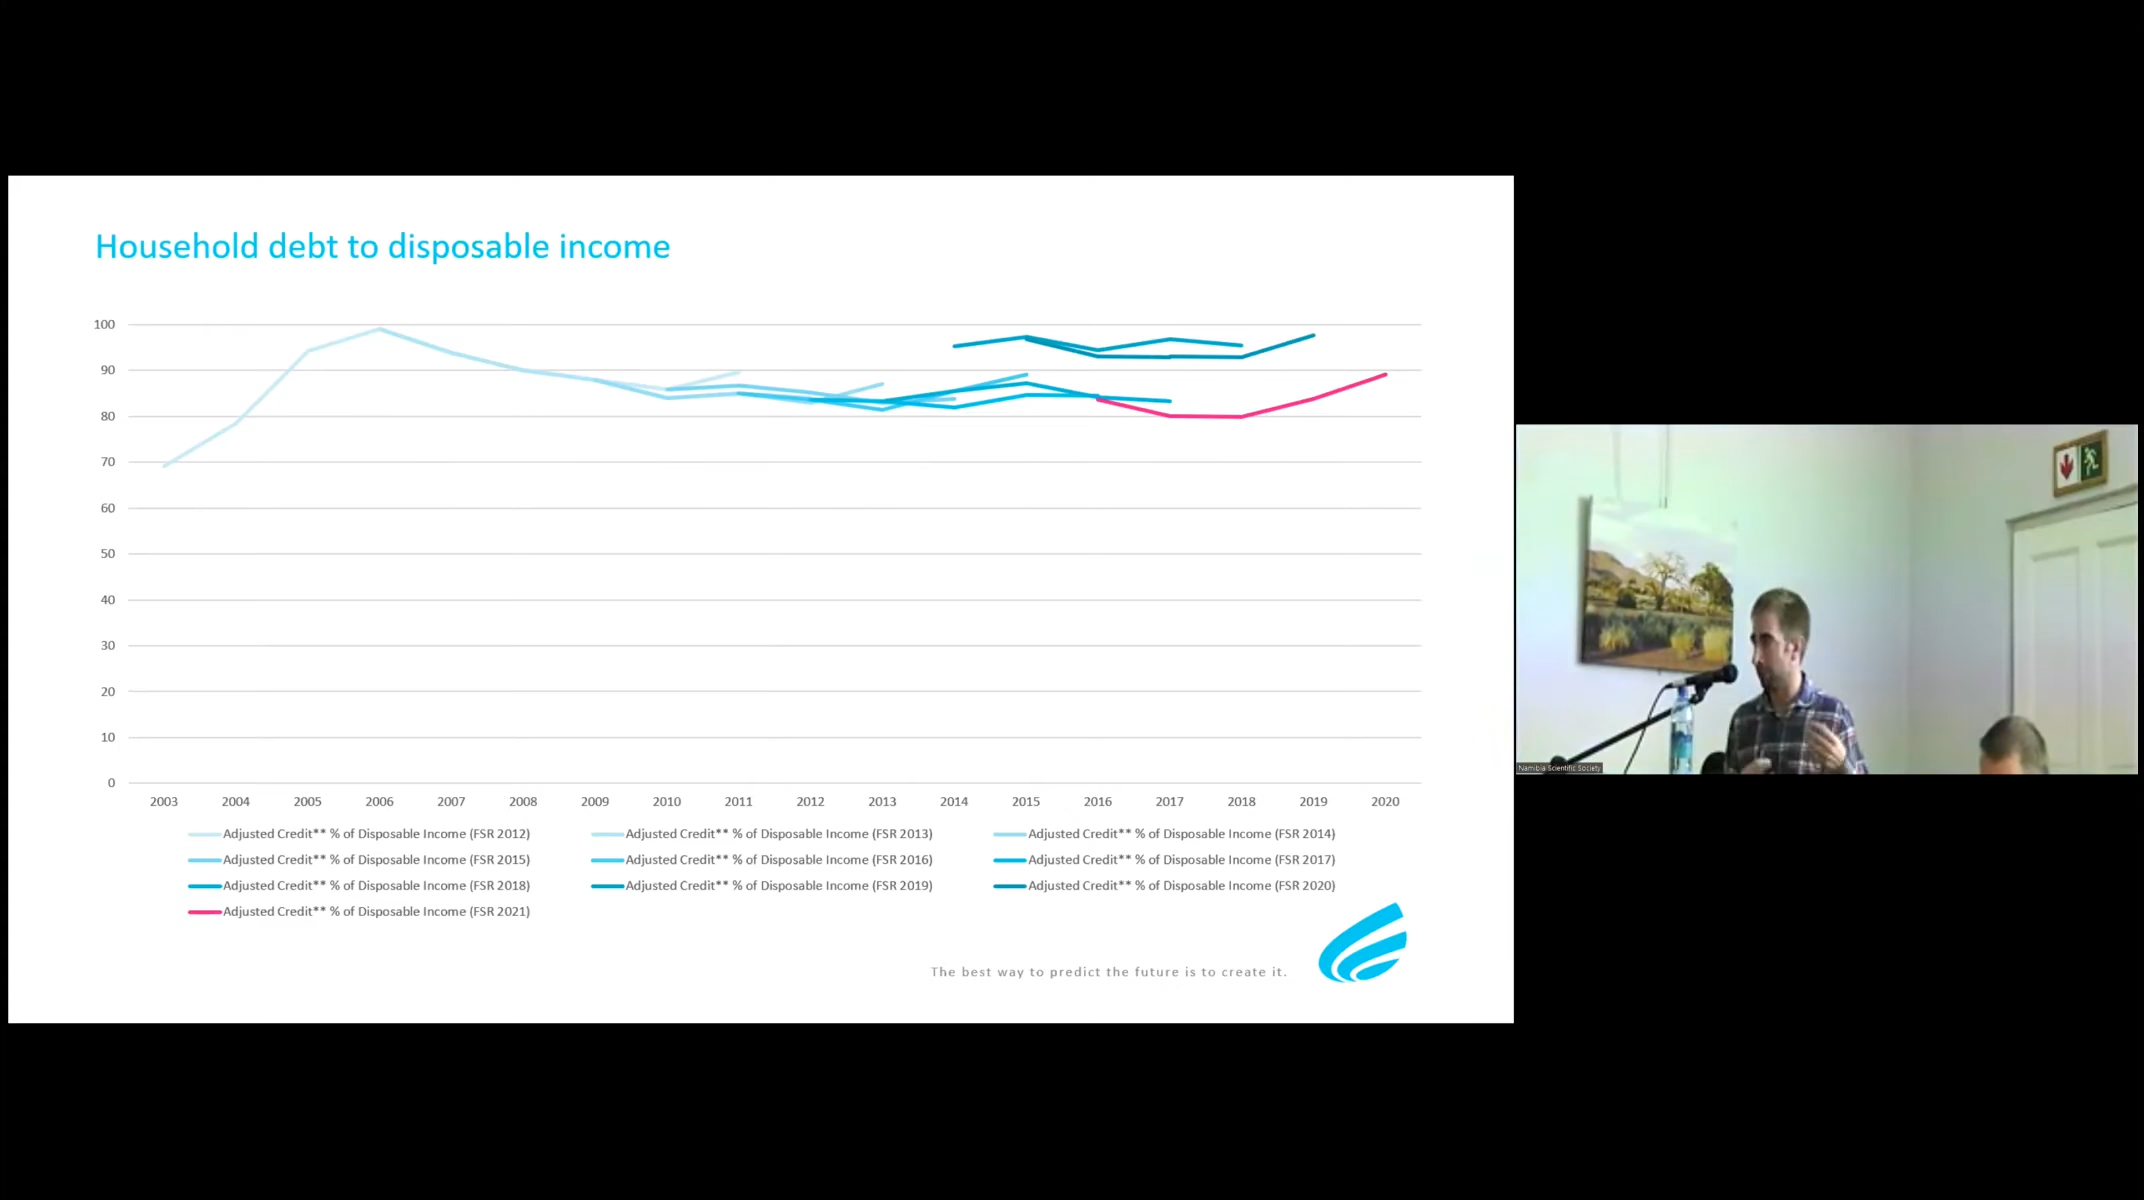 Household debt to disposable income
100
90
80
70
60
50
40
30
20
10
0
2003 2004 2005 2006 2007 2008 2009 2010 2011 2012 2013 2014 2015 2016 2017 2018 2019 2020
Adjusted Credit** % of Disposable Income (FSR 2012) Adjusted Credit** % of Disposable Income (FSR 2013) Adjusted Credit** % of Disposable Income (FSR 2014)
Adjusted Credit** % of Disposable Income (FSR 2015) Adjusted Credit** % of Disposable Income (FSR 2016) Adjusted Credit** % of Disposable Income (FSR 2017)
Adjusted Credit** % of Disposable Income (FSR 2018) Adjusted Credit** % of Disposable Income (FSR 2019) Adjusted Credit** % of Disposable Income (FSR 2020)
Adjusted Credit** % of Disposable Income (FSR 2021)
The best way to predict the future is to create it.
Namibia Scientific Society